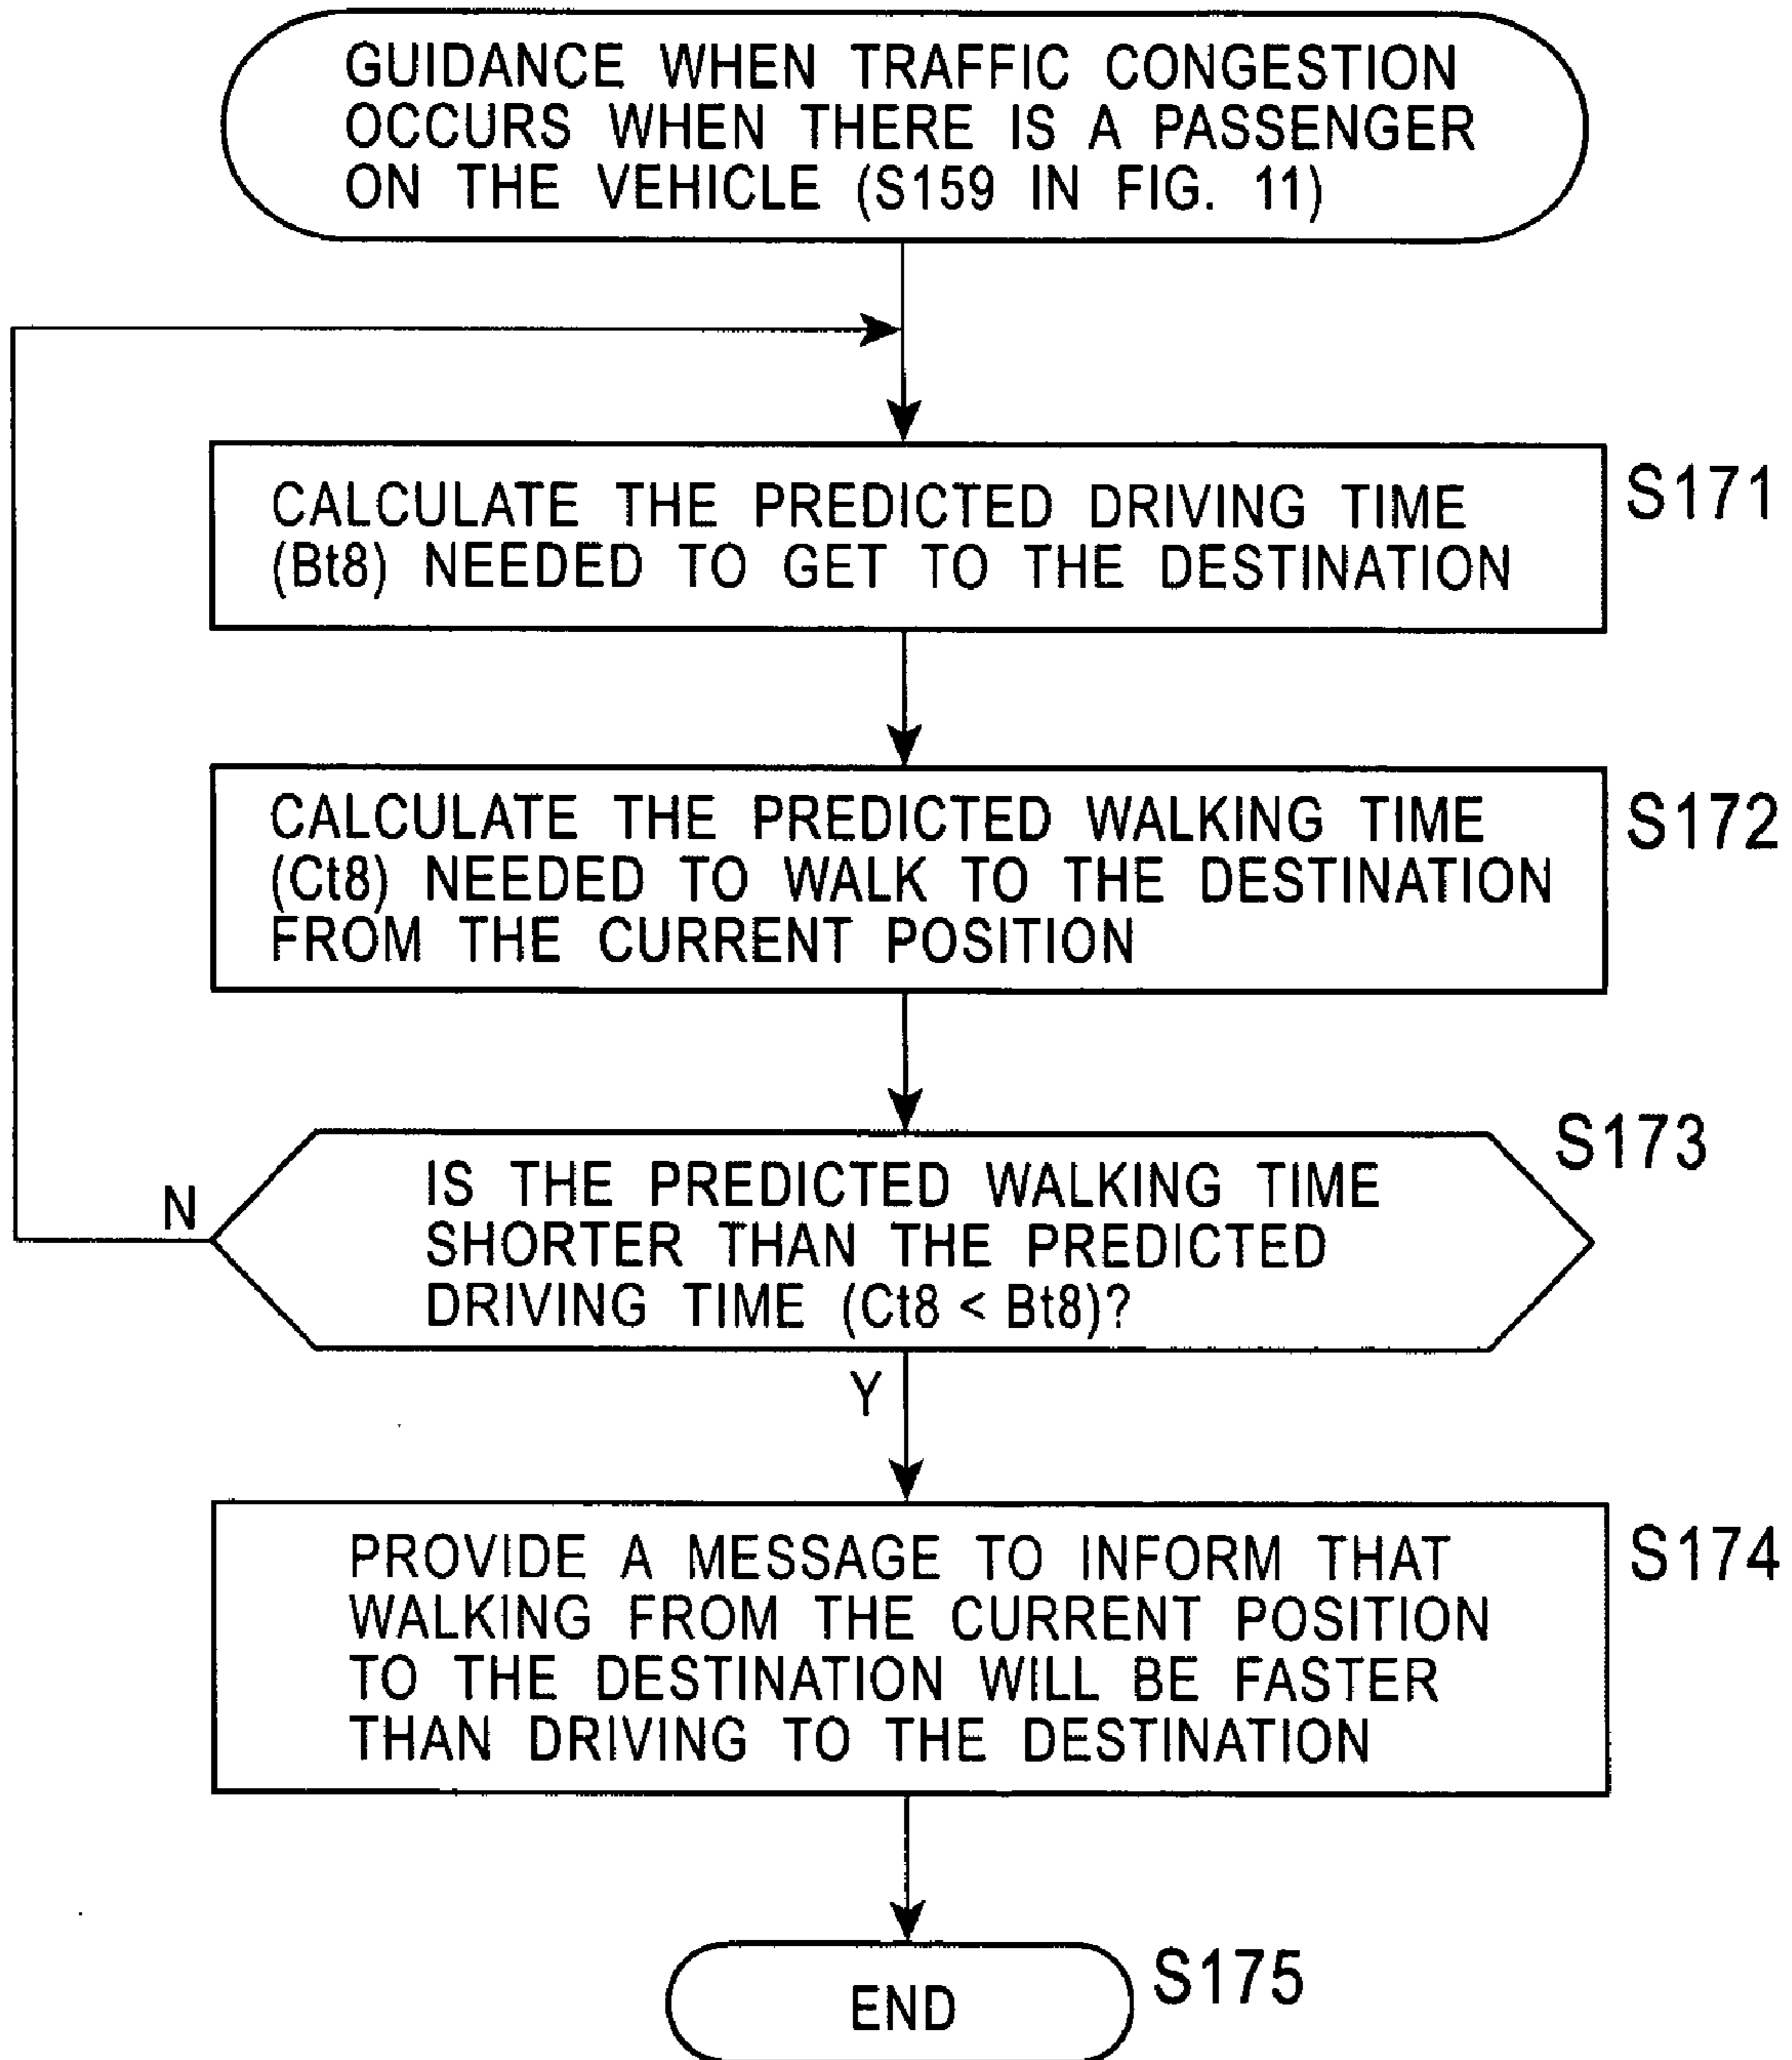 GUIDANCE WHEN TRAFFIC CONGESTION
OCCURS WHEN THERE IS A PASSENGER
ON THE VEHICLE (S159 IN FIG. 11)
S171
CALCULATE THE PREDICTED DRIVING TIME
(Bt8) NEEDED TO GET TO THE DESTINATION
S172
CALCULATE THE PREDICTED WALKING TIME
(Ct8) NEEDED TO WALK TO THE DESTINATION
FROM THE CURRENT POSITION
S173
IS THE PREDICTED WALKING TIME
SHORTER THAN THE PREDICTED
DRIVING TIME (Ct8 < Bt8)?
N
Y
S174
PROVIDE A MESSAGE TO INFORM THAT
WALKING FROM THE CURRENT POSITION
TO THE DESTINATION WILL BE FASTER
THAN DRIVING TO THE DESTINATION
S175
END